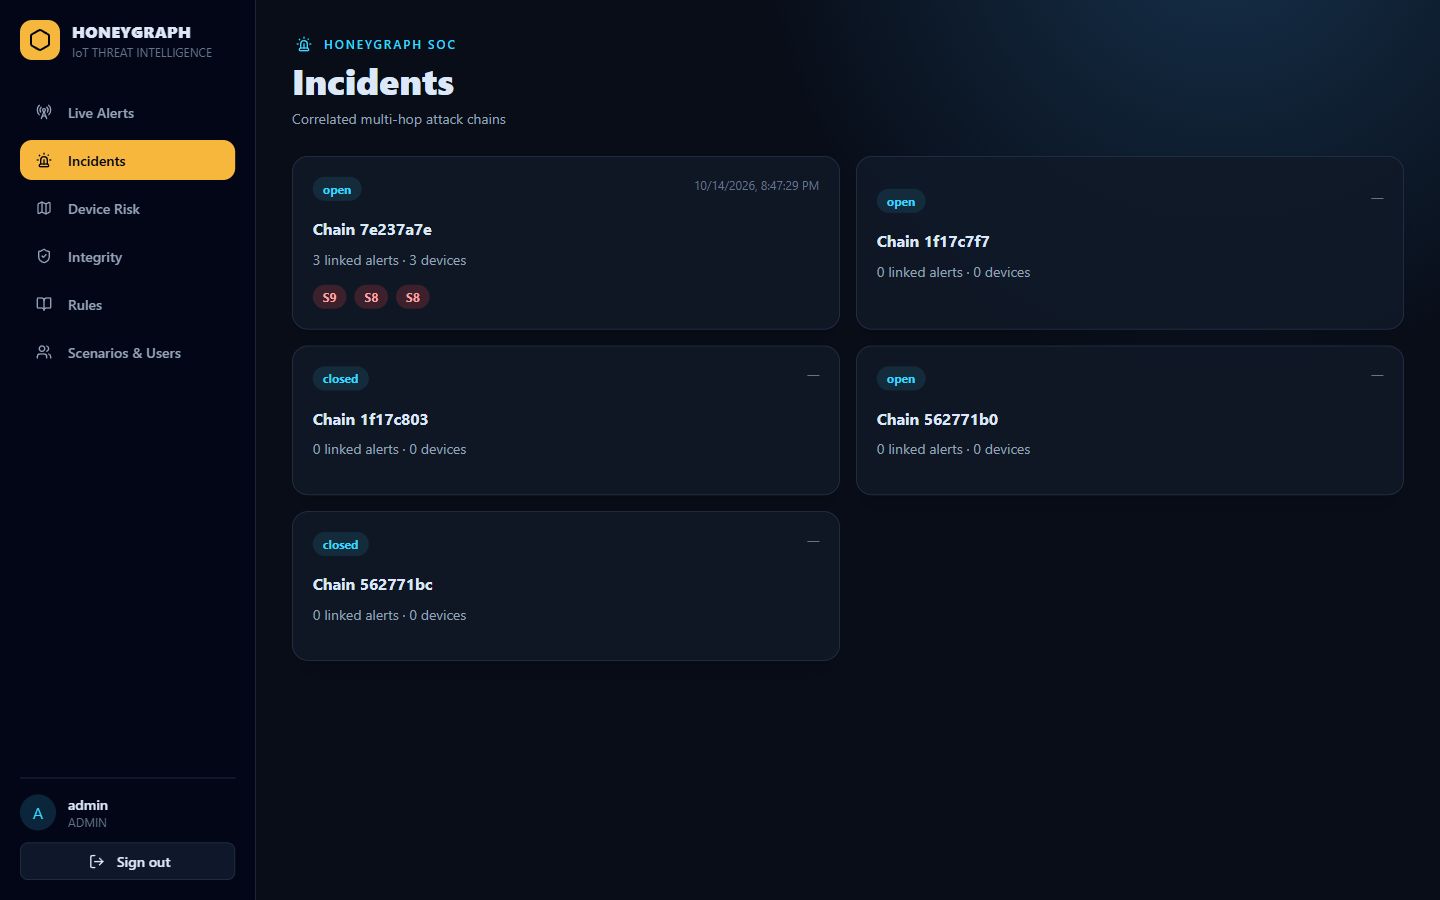 HONEYGRAPH
IoT THREAT INTELLIGENCE
Live Alerts
Incidents
Device Risk
Integrity
Rules
Scenarios & Users
A
admin
ADMIN
Sign out
HONEYGRAPH SOC
Incidents
Correlated multi-hop attack chains
open
10/14/2026, 8:47:29 PM
Chain 7e237a7e
3 linked alerts · 3 devices
S9 S8 S8
open
—
Chain 1f17c7f7
0 linked alerts · 0 devices
closed
—
Chain 1f17c803
0 linked alerts · 0 devices
open
—
Chain 562771b0
0 linked alerts · 0 devices
closed
—
Chain 562771bc
0 linked alerts · 0 devices